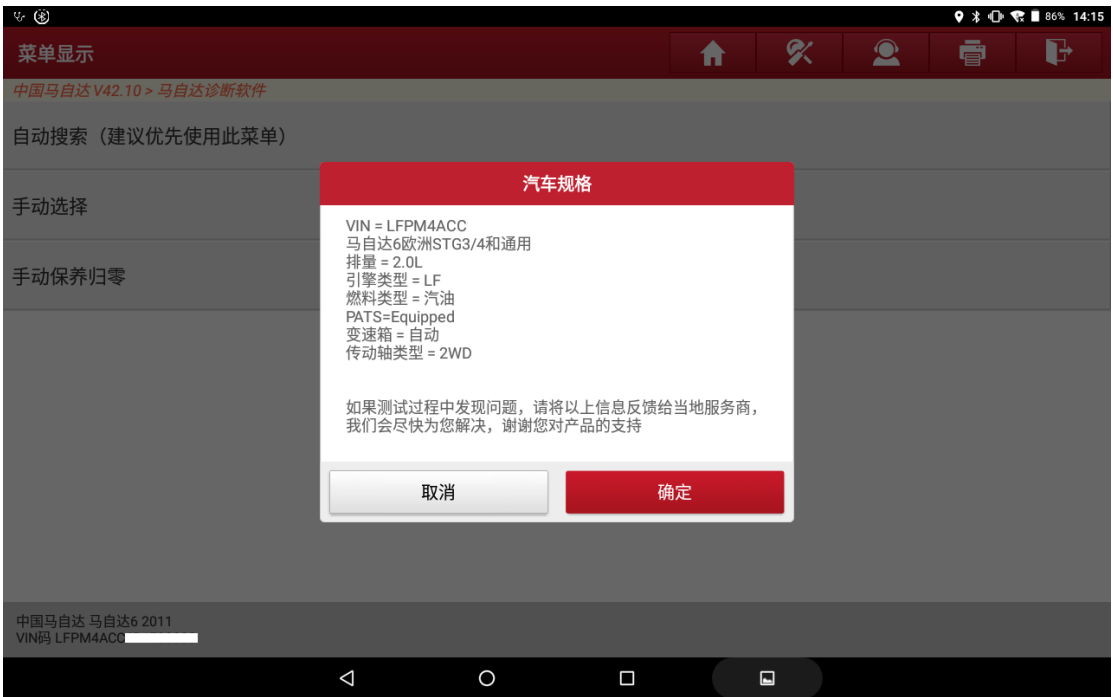 86% 14:15
菜单显示
中国马自达 V42.10 > 马自达诊断软件
自动搜索（建议优先使用此菜单）
手动选择
手动保养归零
汽车规格
VIN = LFPM4ACC
马自达6欧洲STG3/4和通用
排量 = 2.0L
引擎类型 = LF
燃料类型 = 汽油
PATS=Equipped
变速箱 = 自动
传动轴类型 = 2WD
如果测试过程中发现问题，请将以上信息反馈给当地服务商，
我们会尽快为您解决，谢谢您对产品的支持
取消
确定
中国马自达 马自达6 2011
VIN码 LFPM4ACC